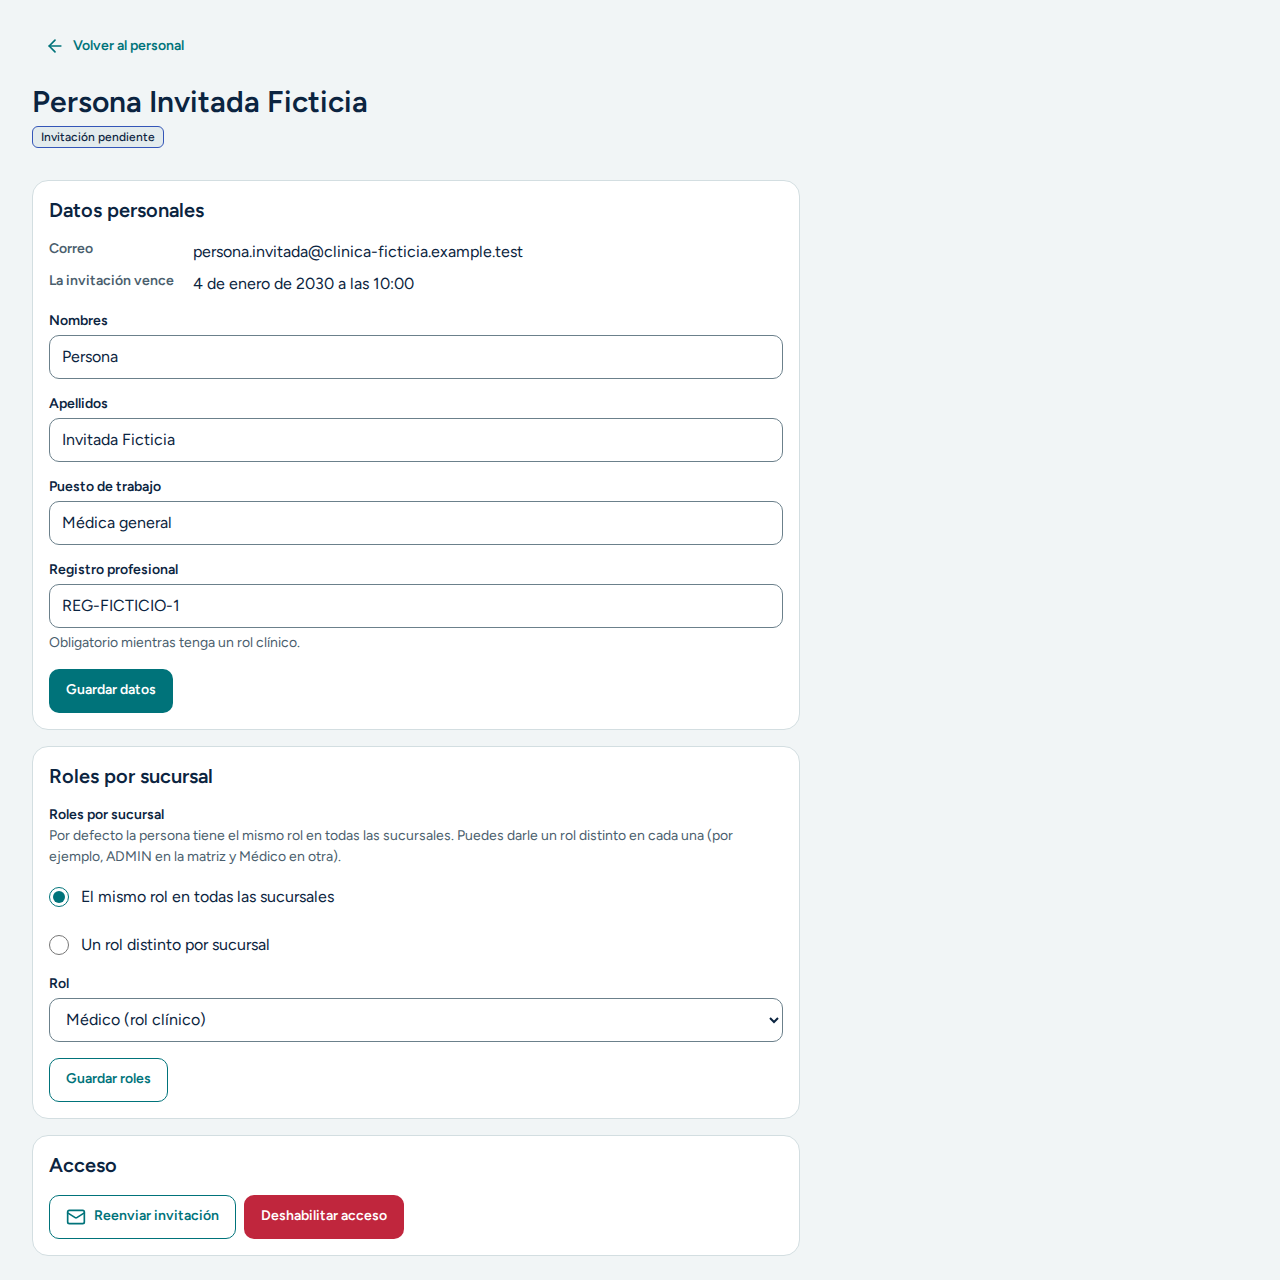 Volver al personal
Persona Invitada Ficticia
Invitación pendiente
Datos personales
Correo persona.invitada@clinica-ficticia.example.test
La invitación vence 4 de enero de 2030 a las 10:00
Nombres
Persona
Apellidos
Invitada Ficticia
Puesto de trabajo
Médica general
Registro profesional
REG-FICTICIO-1
Obligatorio mientras tenga un rol clínico.
Guardar datos
Roles por sucursal
Roles por sucursal
Por defecto la persona tiene el mismo rol en todas las sucursales. Puedes darle un rol distinto en cada una (por
ejemplo, ADMIN en la matriz y Médico en otra).
El mismo rol en todas las sucursales
Un rol distinto por sucursal
Rol
Médico (rol clínico)
Guardar roles
Acceso
Reenviar invitación Deshabilitar acceso